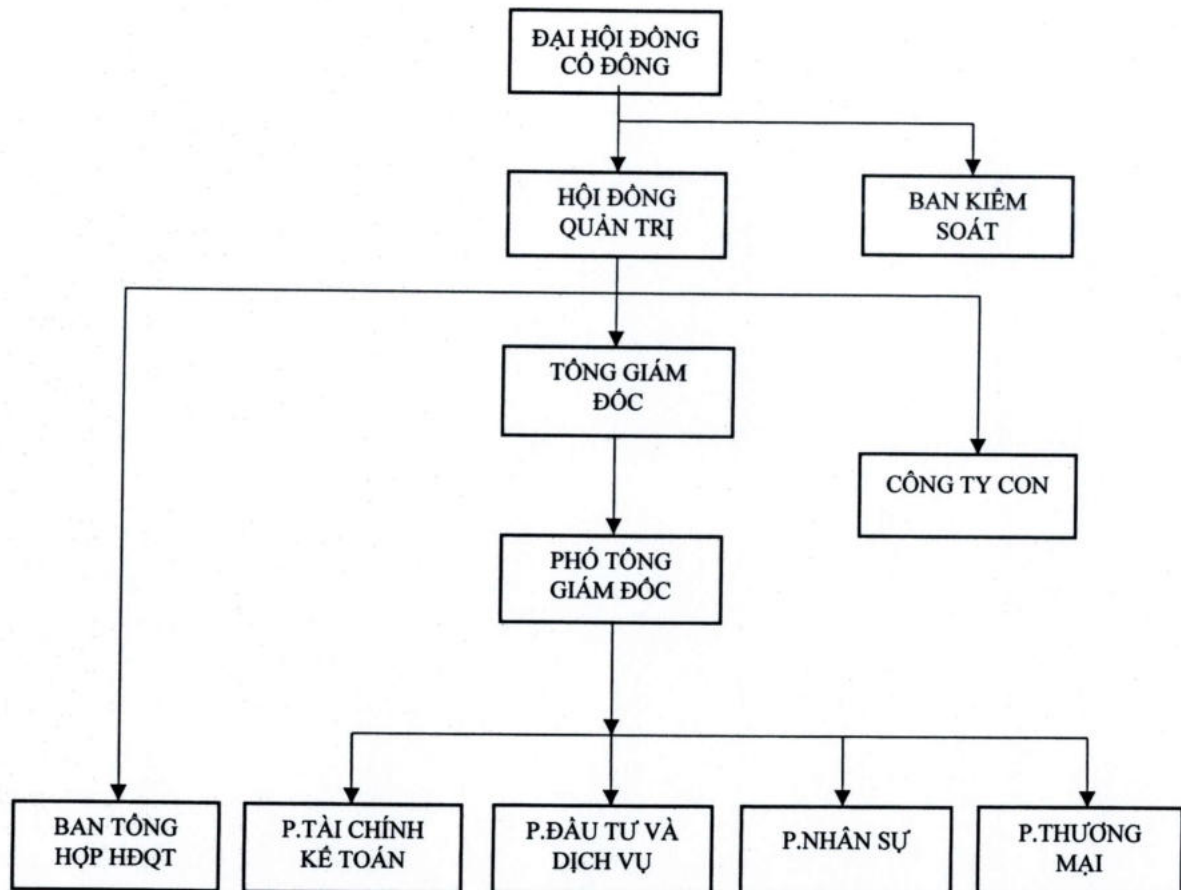 ĐẠI HỘI ĐỒNG
CỔ ĐÔNG
HỘI ĐỒNG
QUẢN TRỊ
BAN KIỂM
SOÁT
TỔNG GIÁM
ĐỐC
CÔNG TY CON
PHÓ TỔNG
GIÁM ĐỐC
BAN TỔNG
HỢP HĐQT
P.TÀI CHÍNH
KẾ TOÁN
P.ĐẦU TƯ VÀ
DỊCH VỤ
P.NHÂN SỰ
P.THƯƠNG
MẠI